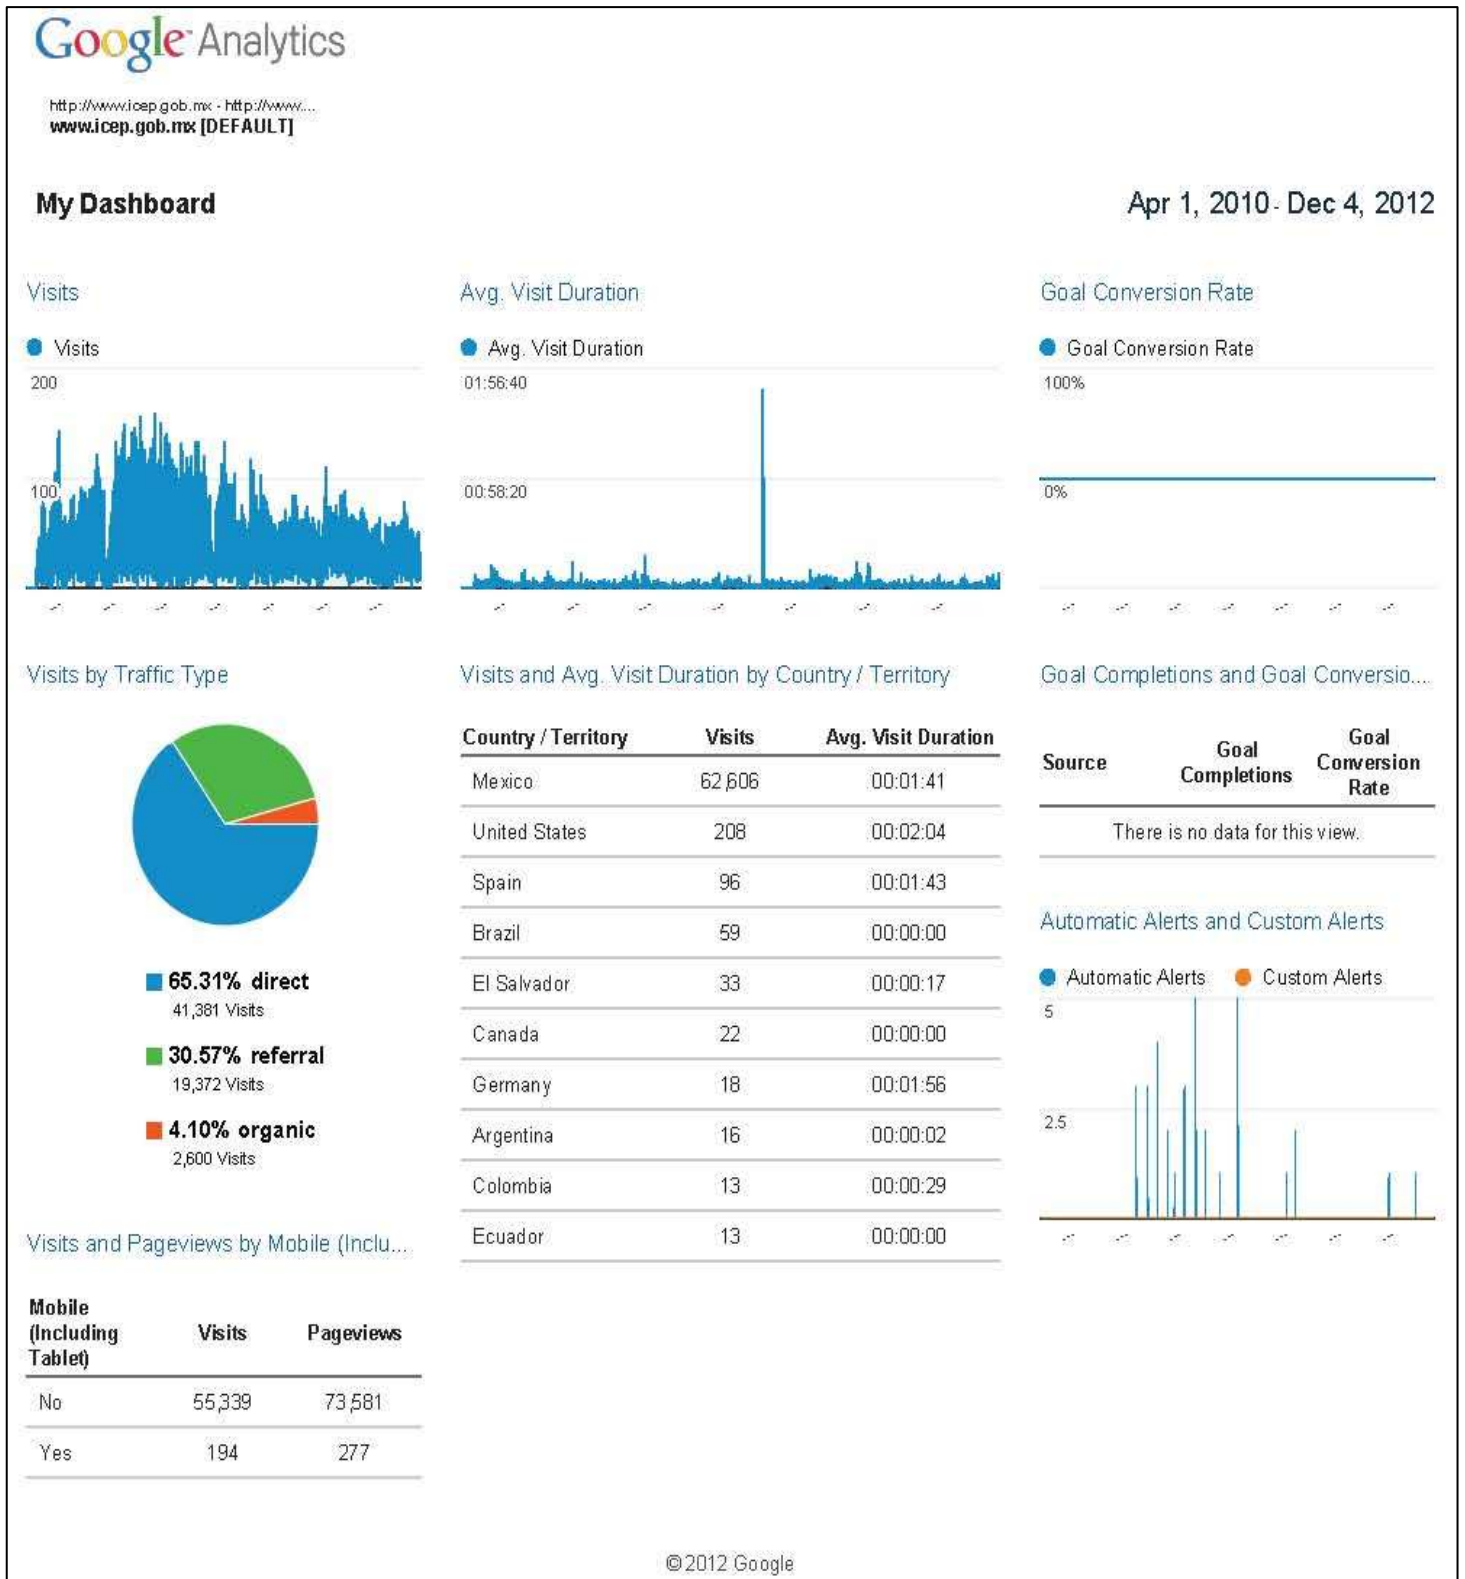 Google Analytics
http://www.icep.gob.mx - http://www....
www.icep.gob.mx [DEFAULT]
My Dashboard
Apr 1, 2010 - Dec 4, 2012
Visits
Visits
200
100
Avg. Visit Duration
Avg. Visit Duration
01:56:40
00:58:20
Goal Conversion Rate
Goal Conversion Rate
100%
0%
Visits by Traffic Type
65.31% direct
41,381 Visits
30.57% referral
19,372 Visits
4.10% organic
2,600 Visits
Visits and Pageviews by Mobile (Inclu...
Mobile (Including Tablet) Visits Pageviews
No 55,339 73,581
Yes 194 277
Visits and Avg. Visit Duration by Country / Territory
Country / Territory Visits Avg. Visit Duration
Mexico 62,606 00:01:41
United States 208 00:02:04
Spain 96 00:01:43
Brazil 59 00:00:00
El Salvador 33 00:00:17
Canada 22 00:00:00
Germany 18 00:01:56
Argentina 16 00:00:02
Colombia 13 00:00:29
Ecuador 13 00:00:00
Goal Completions and Goal Conversio....
Source Goal Completions Goal Conversion Rate
There is no data for this view.
Automatic Alerts and Custom Alerts
Automatic Alerts Custom Alerts
5
2.5
©2012 Google